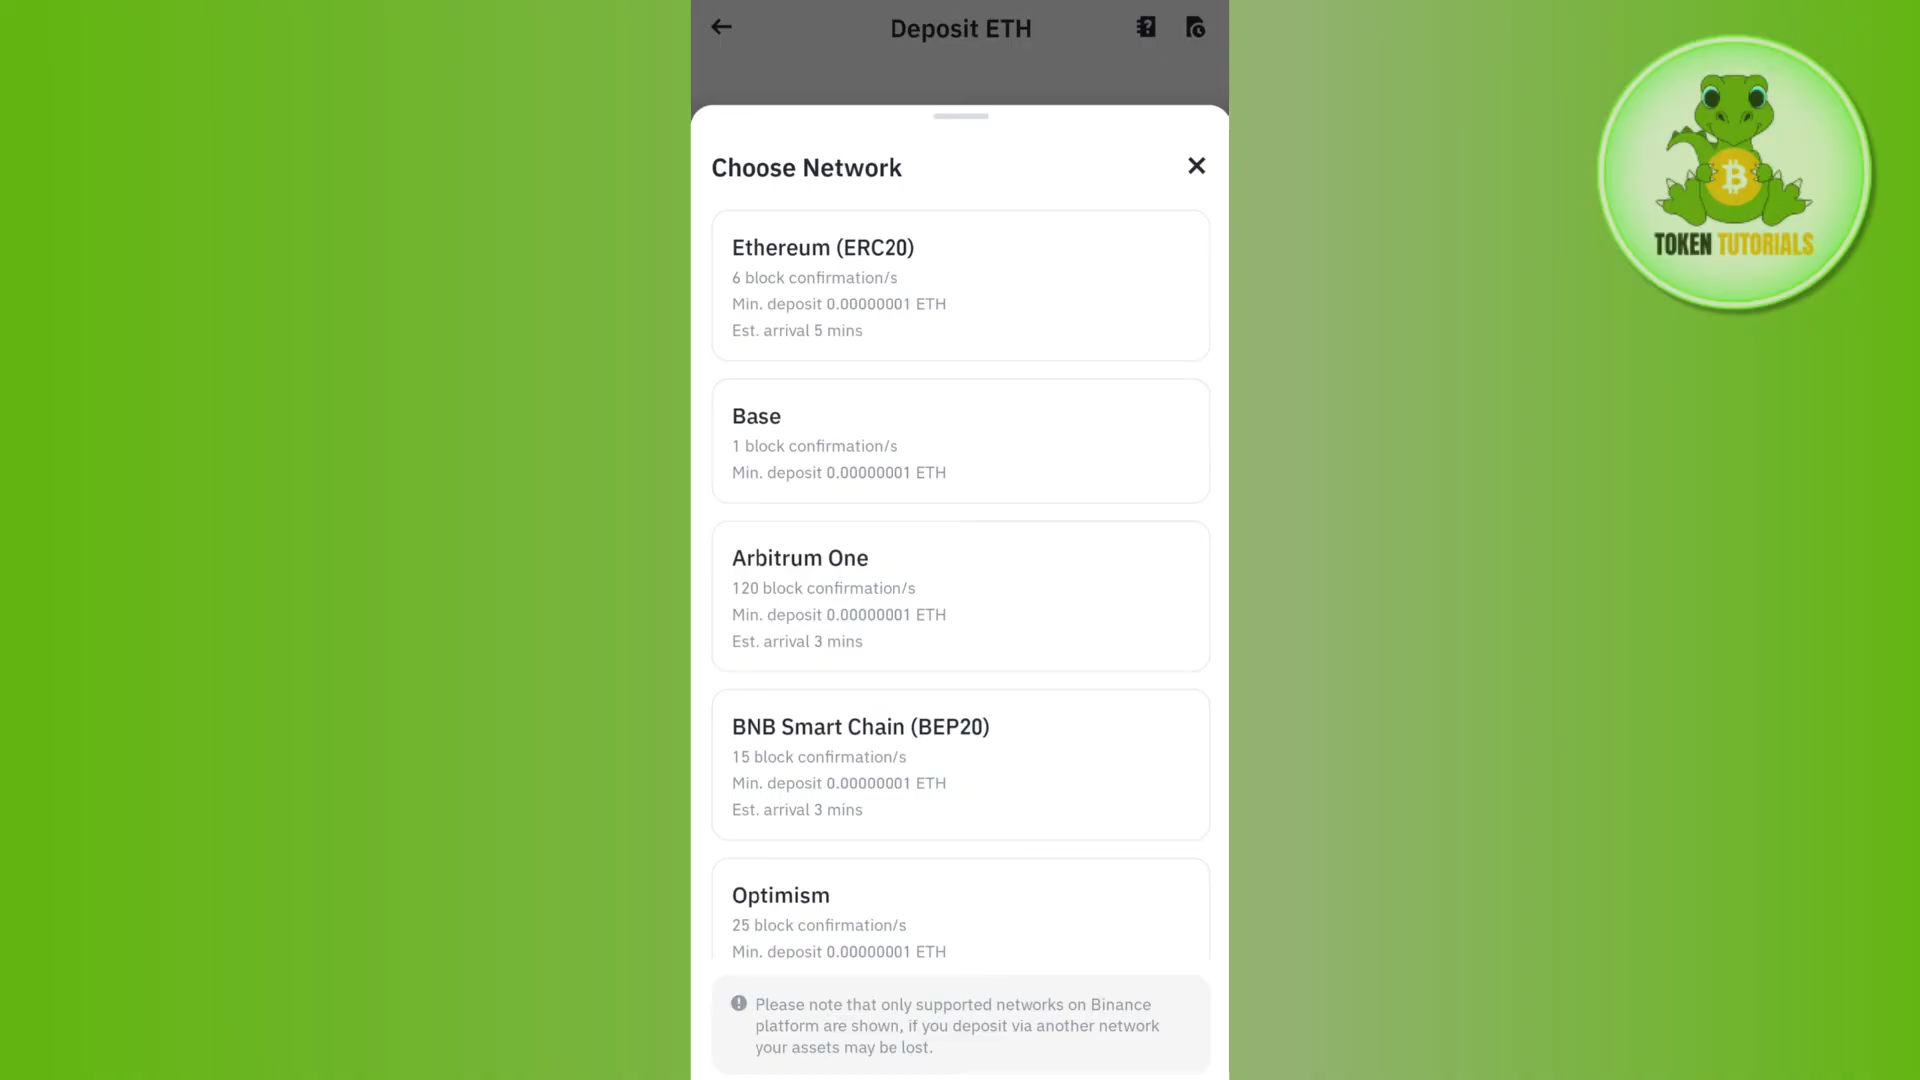 Deposit ETH
Choose Network
Ethereum (ERC20)
6 block confirmation/s
Min. deposit 0.00000001 ETH
Est. arrival 5 mins
Base
1 block confirmation/s
Min. deposit 0.00000001 ETH
Arbitrum One
120 block confirmation/s
Min. deposit 0.00000001 ETH
Est. arrival 3 mins
BNB Smart Chain (BEP20)
15 block confirmation/s
Min. deposit 0.00000001 ETH
Est. arrival 3 mins
Optimism
25 block confirmation/s
Min. deposit 0.00000001 ETH
Please note that only supported networks on Binance
platform are shown, if you deposit via another network
your assets may be lost.
TOKEN TUTORIALS